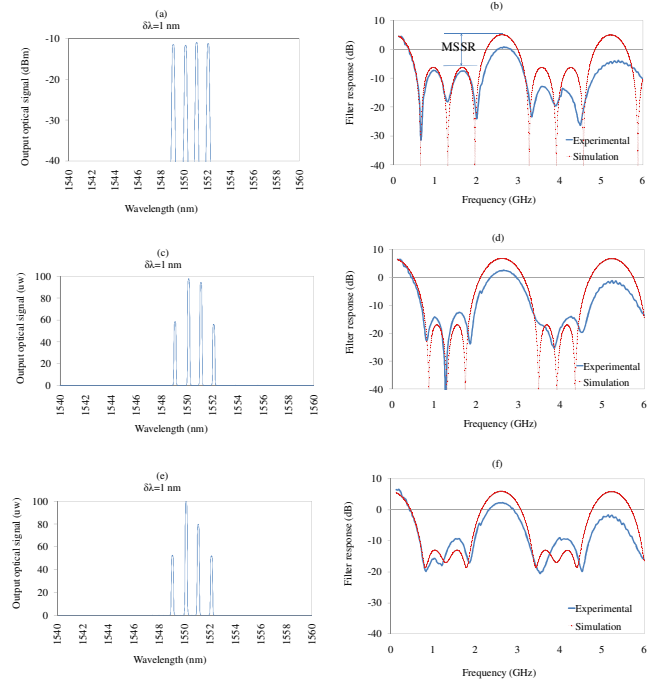 (a)
δλ=1 nm
Output optical signal (dBm)
-10
-20
-30
-40
1540
1542
1544
1546
1548
1550
1552
1554
1556
1558
1560
Wavelength (nm)
(b)
Filter response (dB)
10
0
-10
-20
-30
-40
MSSR
Experimental
Simulation
0 1 2 3 4 5 6
Frequency (GHz)
(c)
δλ=1 nm
Output optical signal (uw)
100
80
60
40
20
0
1540
1542
1544
1546
1548
1550
1552
1554
1556
1558
1560
Wavelength (nm)
(d)
Filter response (dB)
10
0
-10
-20
-30
-40
Experimental
Simulation
0 1 2 3 4 5 6
Frequency (GHz)
(e)
δλ=1 nm
Output optical signal (uw)
100
80
60
40
20
0
1540
1542
1544
1546
1548
1550
1552
1554
1556
1558
1560
Wavelength (nm)
(f)
Filter response (dB)
10
0
-10
-20
-30
-40
Experimental
Simulation
0 1 2 3 4 5 6
Frequency (GHz)